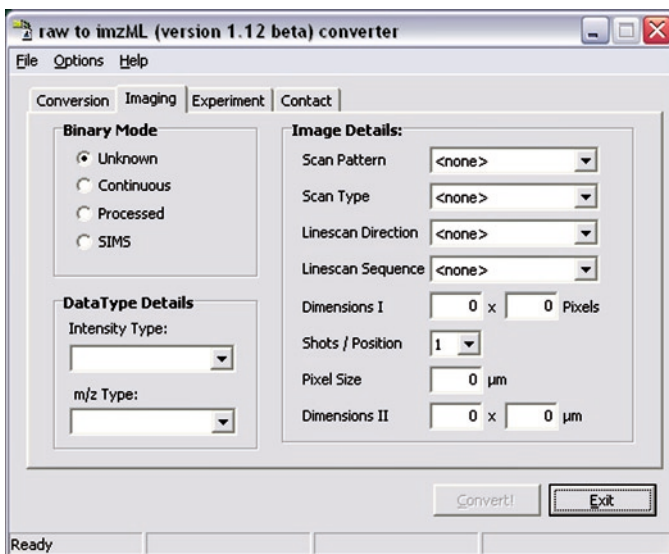 raw to imzML (version 1.12 beta) converter
File Options Help
Conversion Imaging Experiment Contact
Binary Mode
Unknown
Continuous
Processed
SIMS
DataType Details
Intensity Type:
m/z Type:
Image Details:
Scan Pattern <none>
Scan Type <none>
Linescan Direction <none>
Linescan Sequence <none>
Dimensions I 0 x 0 Pixels
Shots / Position 1
Pixel Size 0 µm
Dimensions II 0 x 0 µm
Convert! Exit
Ready